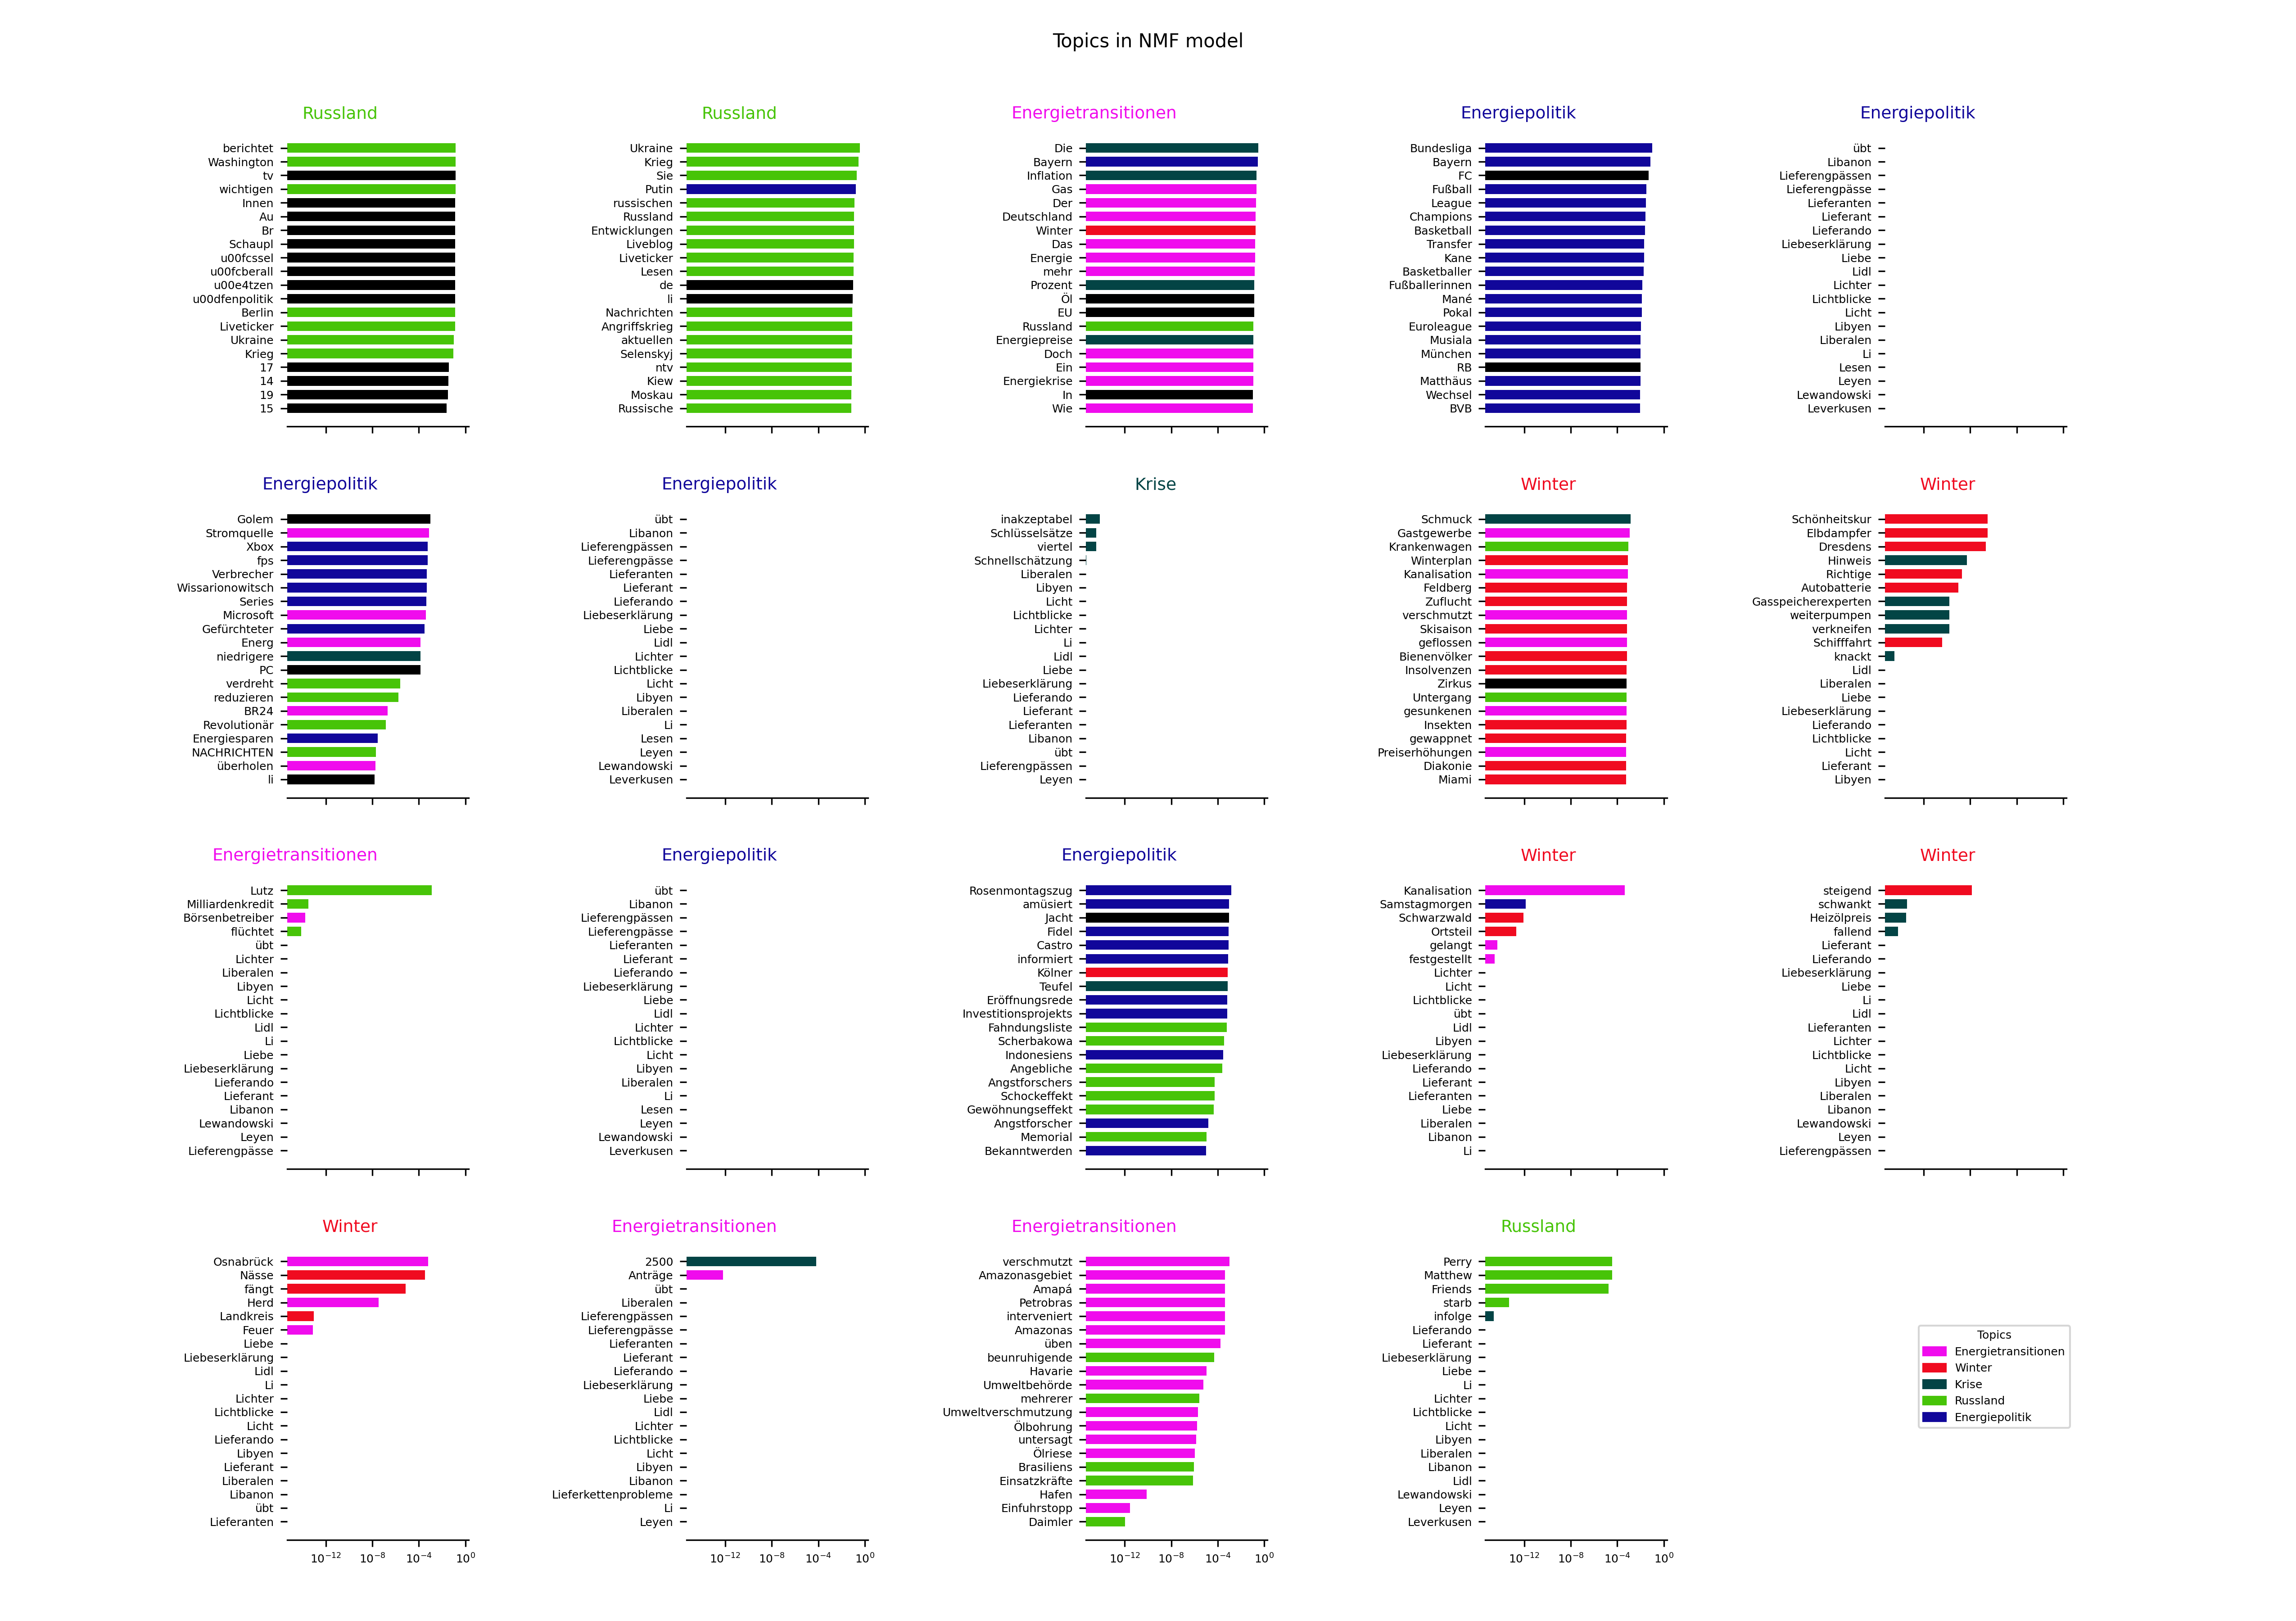 Topics in NMF model
Russland
berichtet
Washington
tv
wichtigen
Innen
Au
Br
Schaupl
u00fcssel
u00fcberall
u00e4tzen
u00dfenpolitik
Berlin
Liveticker
Ukraine
Krieg
17
14
19
15
Russland
Ukraine
Krieg
Sie
Putin
russischen
Russland
Entwicklungen
Liveblog
Liveticker
Lesen
de
li
Nachrichten
Angriffskrieg
aktuellen
Selenskyj
ntv
Kiew
Moskau
Russische
Energietransitionen
Die
Bayern
Inflation
Gas
Der
Deutschland
Winter
Das
Energie
mehr
Prozent
Öl
EU
Russland
Energiepreise
Doch
Ein
Energiekrise
In
Wie
Energiepolitik
Bundesliga
Bayern
FC
Fußball
League
Champions
Basketball
Transfer
Kane
Basketballer
Fußballerinnen
Mané
Pokal
Euroleague
Musiala
München
RB
Matthäus
Wechsel
BVB
Energiepolitik
übt
Libanon
Lieferengpässen
Lieferengpässe
Lieferanten
Lieferant
Lieferando
Liebeserklärung
Liebe
Lidl
Lichter
Lichtblicke
Licht
Libyen
Liberalen
Li
Lesen
Leyen
Lewandowski
Leverkusen
Energiepolitik
Golem
Stromquelle
Xbox
fps
Verbrecher
Wissarionowitsch
Series
Microsoft
Gefürchteter
Energ
niedrigere
PC
verdreht
reduzieren
BR24
Revolutionär
Energiesparen
NACHRICHTEN
überholen
li
Energiepolitik
übt
Libanon
Lieferengpässen
Lieferengpässe
Lieferanten
Lieferant
Lieferando
Liebeserklärung
Liebe
Lidl
Lichter
Lichtblicke
Licht
Libyen
Liberalen
Li
Lesen
Leyen
Lewandowski
Leverkusen
Krise
inakzeptabel
Schlüsselsätze
viertel
Schnellschätzung
Liberalen
Libyen
Licht
Lichtblicke
Lichter
Li
Lidl
Liebe
Liebeserklärung
Lieferando
Lieferant
Lieferanten
Libanon
übt
Lieferengpässen
Leyen
Winter
Schmuck
Gastgewerbe
Krankenwagen
Winterplan
Kanalisation
Feldberg
Zuflucht
verschmutzt
Skisaison
geflossen
Bienenvölker
Insolvenzen
Zirkus
Untergang
gesunkenen
Insekten
gewappnet
Preiserhöhungen
Diakonie
Miami
Winter
Schönheitskur
Elbdampfer
Dresdens
Hinweis
Richtige
Autobatterie
Gasspeicherexperten
weiterpumpen
verkneifen
Schifffahrt
knackt
Lidl
Liberalen
Liebe
Liebeserklärung
Lieferando
Lichtblicke
Licht
Lieferant
Libyen
Energietransitionen
Lutz
Milliardenkredit
Börsenbetreiber
flüchtet
übt
Lichter
Liberalen
Libyen
Licht
Lichtblicke
Lidl
Li
Liebe
Liebeserklärung
Lieferando
Lieferant
Libanon
Lewandowski
Leyen
Lieferengpässe
Energiepolitik
übt
Libanon
Lieferengpässen
Lieferengpässe
Lieferanten
Lieferant
Lieferando
Liebeserklärung
Liebe
Lidl
Lichter
Lichtblicke
Licht
Libyen
Liberalen
Li
Lesen
Leyen
Lewandowski
Leverkusen
Energiepolitik
Rosenmontagszug
amüsiert
Jacht
Fidel
Castro
informiert
Kölner
Teufel
Eröffnungsrede
Investitionsprojekts
Fahndungsliste
Scherbakowa
Indonesiens
Angebliche
Angstforschers
Schockeffekt
Gewöhnungseffekt
Angstforscher
Memorial
Bekanntwerden
Winter
Kanalisation
Samstagmorgen
Schwarzwald
Ortsteil
gelangt
festgestellt
Lichter
Licht
Lichtblicke
übt
Lidl
Libyen
Liebeserklärung
Lieferando
Lieferant
Lieferanten
Liebe
Liberalen
Libanon
Li
Winter
steigend
schwankt
Heizölpreis
fallend
Lieferant
Lieferando
Liebeserklärung
Liebe
Li
Lidl
Lieferanten
Lichter
Lichtblicke
Licht
Libyen
Liberalen
Libanon
Lewandowski
Leyen
Lieferengpässen
Winter
Osnabrück
Nässe
fängt
Herd
Landkreis
Feuer
Liebe
Liebeserklärung
Lidl
Li
Lichter
Lichtblicke
Licht
Lieferando
Libyen
Lieferant
Liberalen
Libanon
übt
Lieferanten
10⁻¹² 10⁻⁸ 10⁻⁴ 10⁰
Energietransitionen
2500
Anträge
übt
Liberalen
Lieferengpässen
Lieferengpässe
Lieferanten
Lieferant
Lieferando
Liebeserklärung
Liebe
Lidl
Lichter
Lichtblicke
Licht
Libyen
Libanon
Lieferkettenprobleme
Li
Leyen
10⁻¹² 10⁻⁸ 10⁻⁴ 10⁰
Energietransitionen
verschmutzt
Amazonasgebiet
Amapá
Petrobras
interveniert
Amazonas
üben
beunruhigende
Havarie
Umweltbehörde
mehrerer
Umweltverschmutzung
Ölbohrung
untersagt
Ölriese
Brasiliens
Einsatzkräfte
Hafen
Einfuhrstopp
Daimler
10⁻¹² 10⁻⁸ 10⁻⁴ 10⁰
Russland
Perry
Matthew
Friends
starb
infolge
Lieferando
Lieferant
Liebeserklärung
Liebe
Li
Lichter
Lichtblicke
Licht
Libyen
Liberalen
Libanon
Lidl
Lewandowski
Leyen
Leverkusen
10⁻¹² 10⁻⁸ 10⁻⁴ 10⁰
Topics
Energietransitionen
Winter
Krise
Russland
Energiepolitik